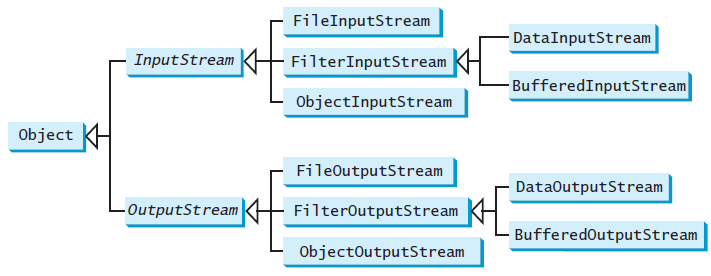 Object
InputStream
FileInputStream
FilterInputStream
ObjectInputStream
DataInputStream
BufferedInputStream
OutputStream
FileOutputStream
FilterOutputStream
ObjectOutputStream
DataOutputStream
BufferedOutputStream